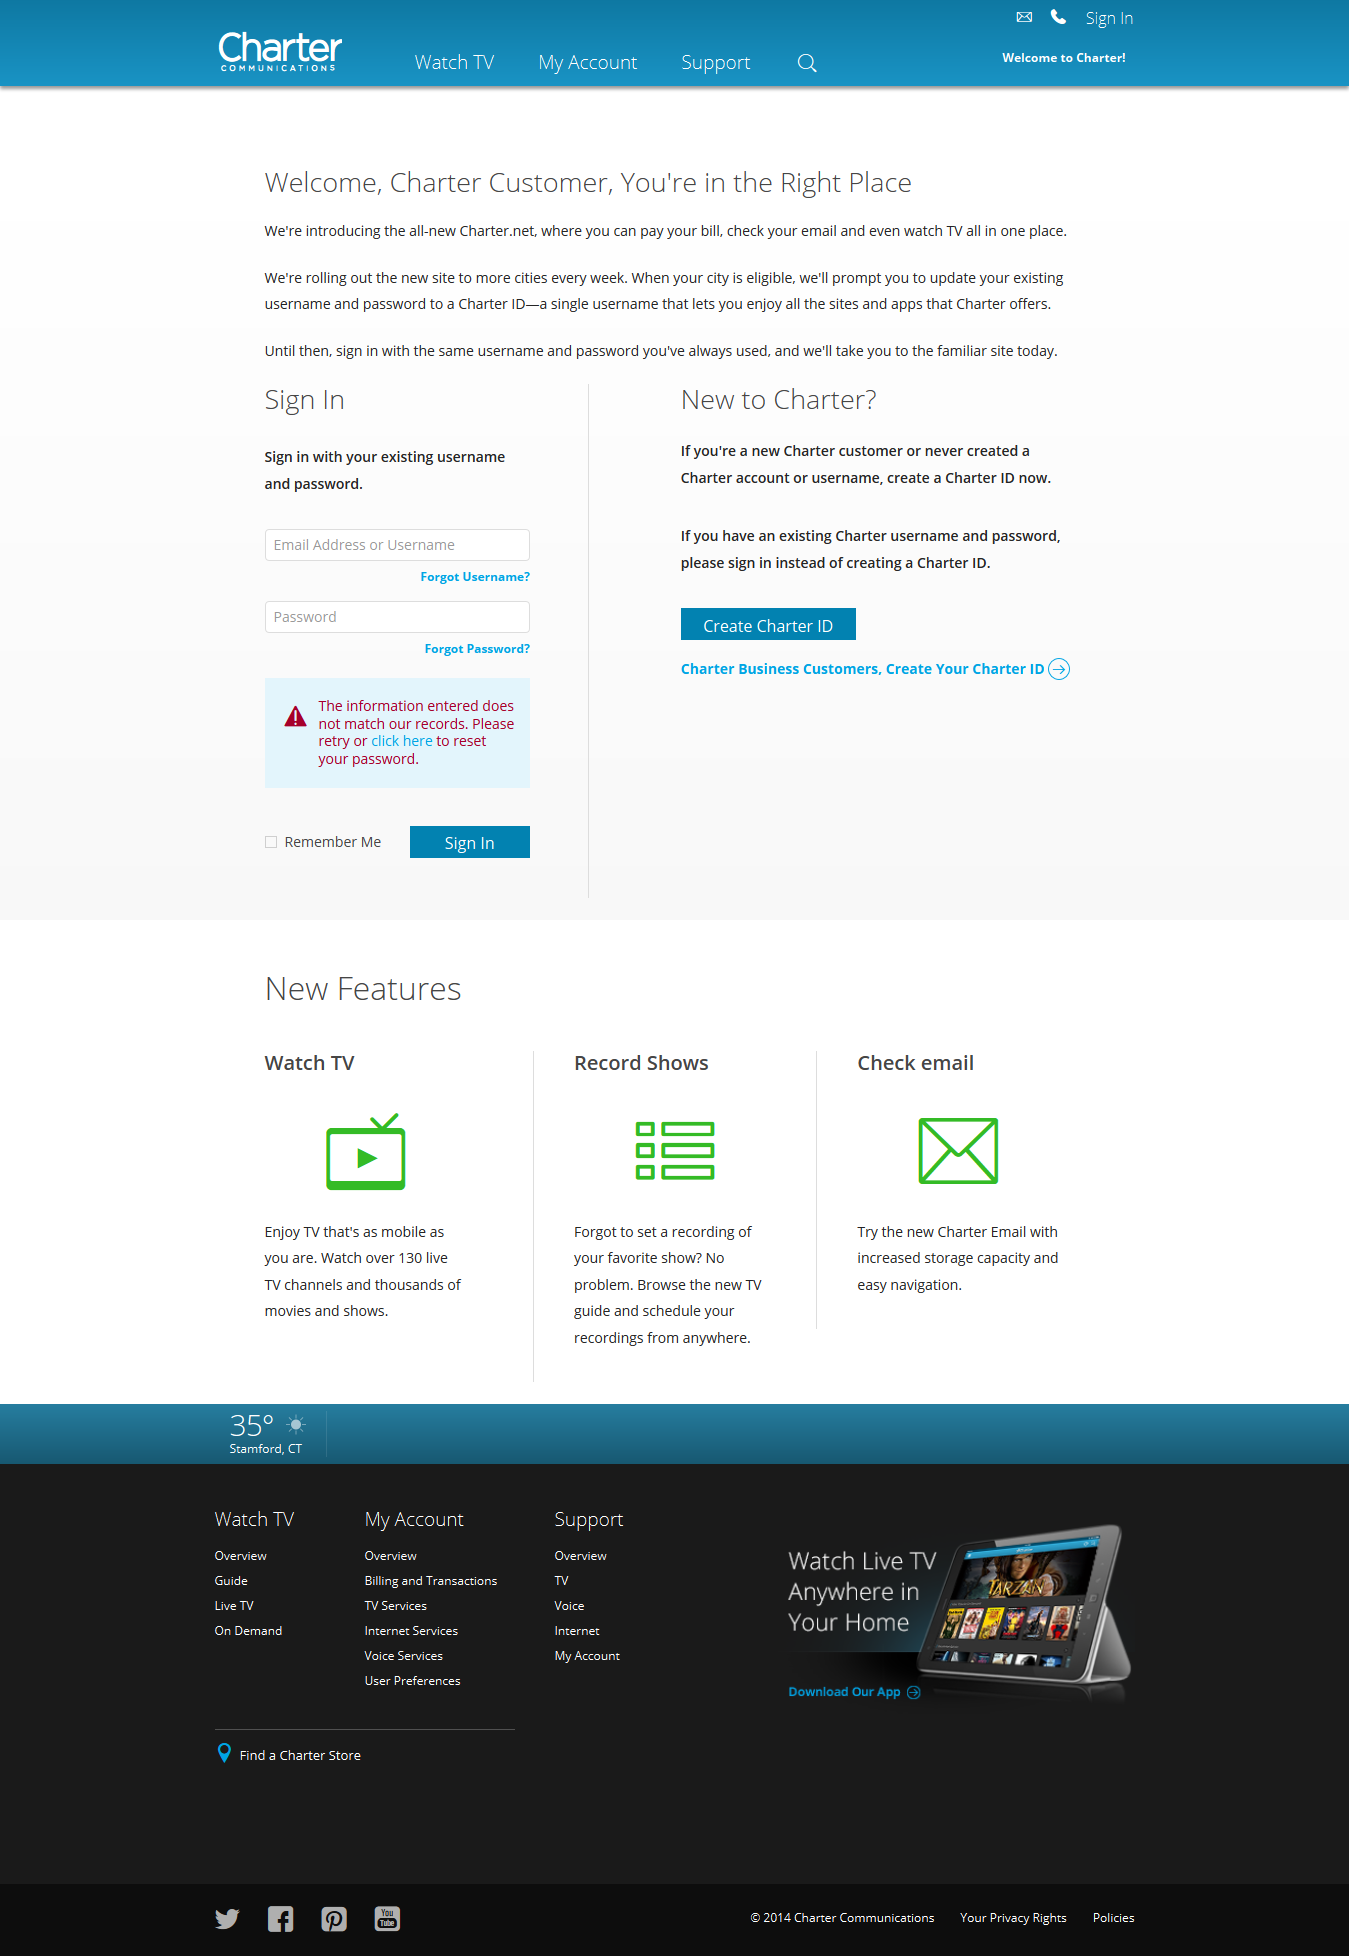 Sign In
Charter
COMMUNICATIONS
Watch TV
My Account
Support
Welcome to Charter!
Welcome, Charter Customer, You're in the Right Place
We're introducing the all-new Charter.net, where you can pay your bill, check your email and even watch TV all in one place.
We're rolling out the new site to more cities every week. When your city is eligible, we'll prompt you to update your existing
username and password to a Charter ID—a single username that lets you enjoy all the sites and apps that Charter offers.
Until then, sign in with the same username and password you've always used, and we'll take you to the familiar site today.
Sign In
Sign in with your existing username
and password.
Email Address or Username
Forgot Username?
Password
Forgot Password?
The information entered does
not match our records. Please
retry or click here to reset
your password.
Remember Me
Sign In
New to Charter?
If you're a new Charter customer or never created a
Charter account or username, create a Charter ID now.
If you have an existing Charter username and password,
please sign in instead of creating a Charter ID.
Create Charter ID
Charter Business Customers, Create Your Charter ID
New Features
Watch TV
Enjoy TV that's as mobile as
you are. Watch over 130 live
TV channels and thousands of
movies and shows.
Record Shows
Forgot to set a recording of
your favorite show? No
problem. Browse the new TV
guide and schedule your
recordings from anywhere.
Check email
Try the new Charter Email with
increased storage capacity and
easy navigation.
35°
Stamford, CT
Watch TV
Overview
Guide
Live TV
On Demand
My Account
Overview
Billing and Transactions
TV Services
Internet Services
Voice Services
User Preferences
Support
Overview
TV
Voice
Internet
My Account
Watch Live TV
Anywhere in
Your Home
TARZAN
Download Our App
Find a Charter Store
You
Tube
© 2014 Charter Communications
Your Privacy Rights
Policies